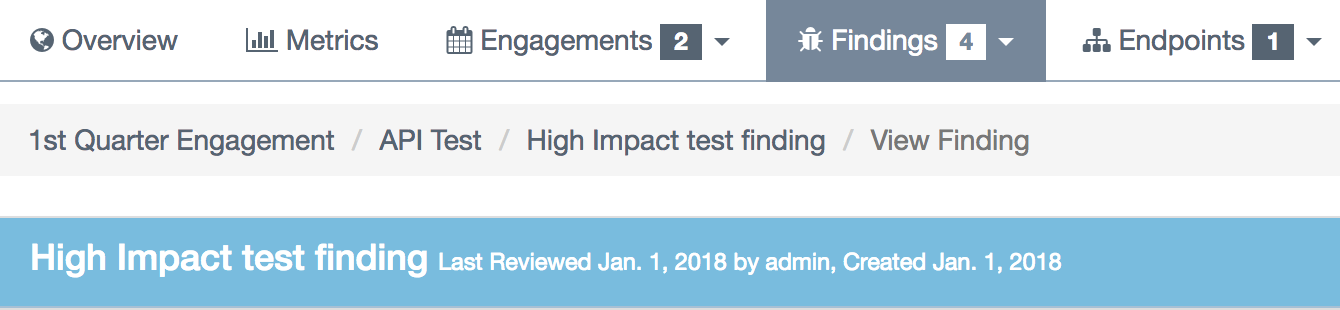 Overview Metrics Engagements 2 Findings 4 Endpoints 1
1st Quarter Engagement / API Test / High Impact test finding / View Finding
High Impact test finding Last Reviewed Jan. 1, 2018 by admin, Created Jan. 1, 2018